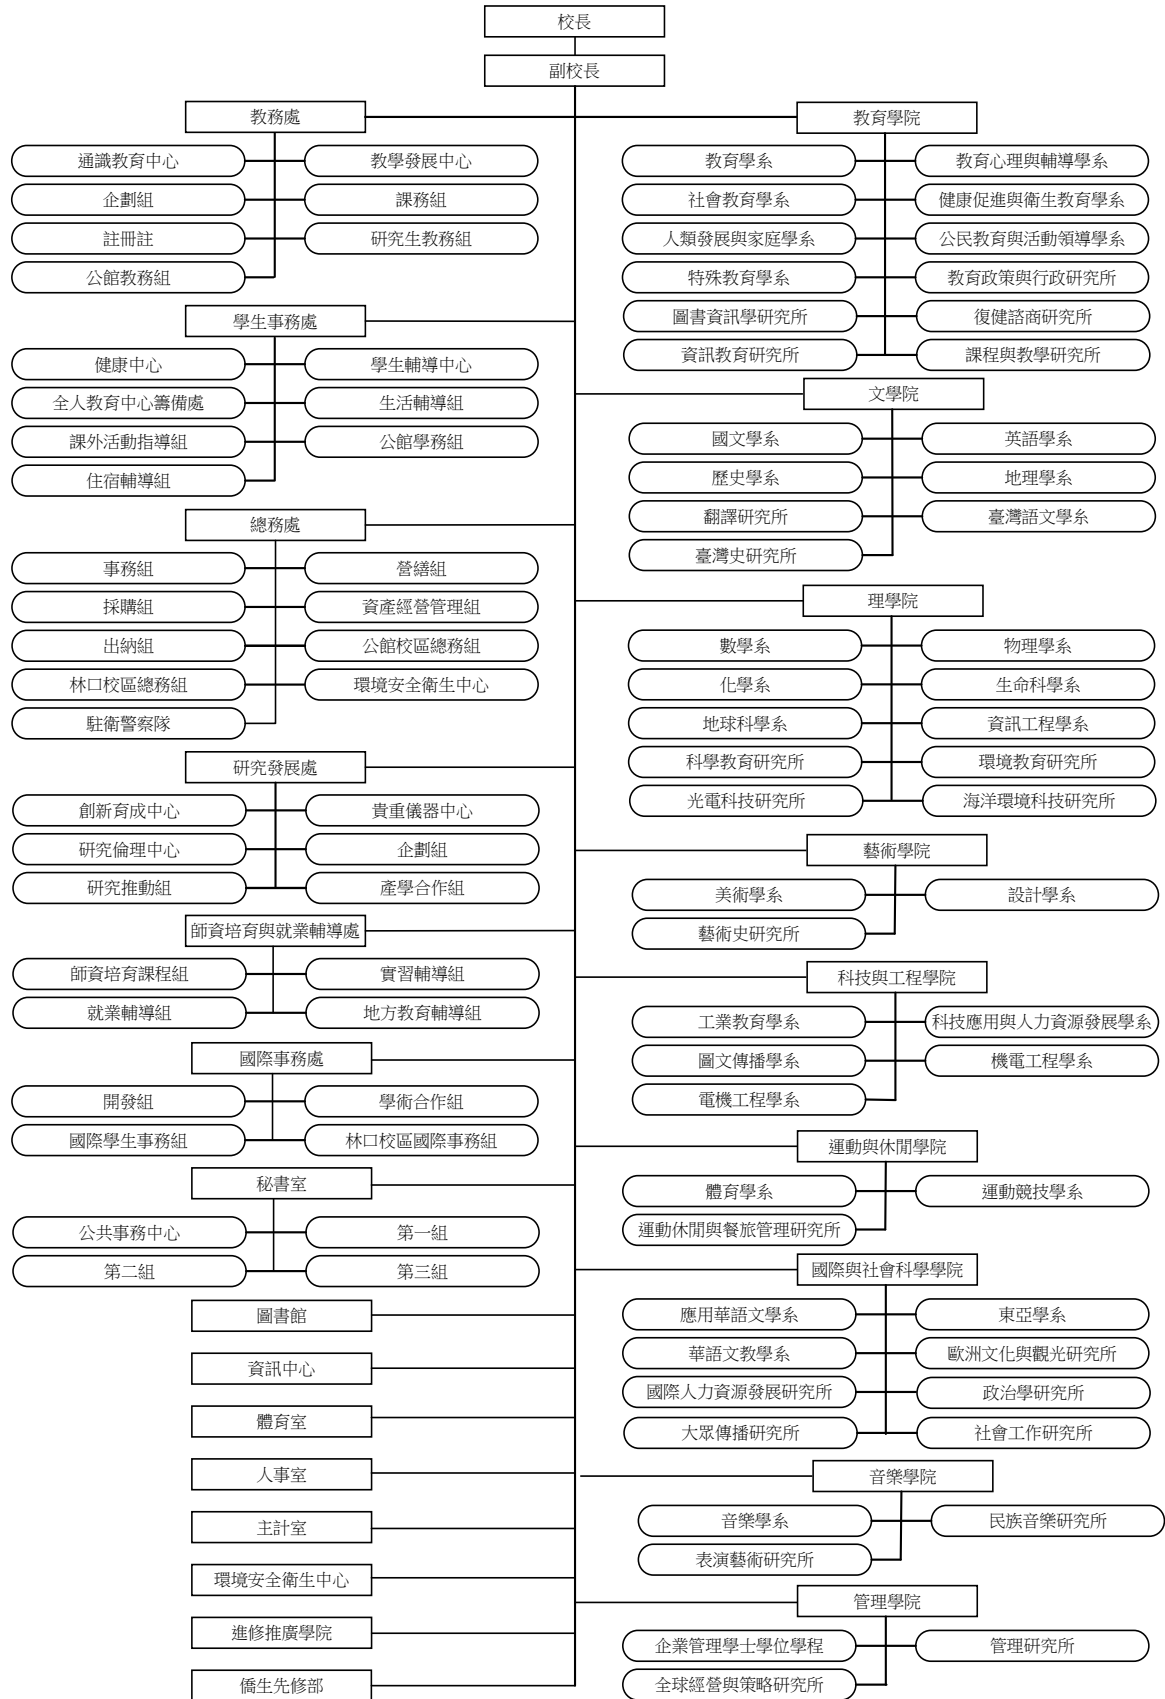 校長
副校長
教務處
通識教育中心
教學發展中心
企劃組
課務組
註冊註
研究生教務組
公館教務組
學生事務處
健康中心
學生輔導中心
全人教育中心籌備處
生活輔導組
課外活動指導組
公館學務組
住宿輔導組
總務處
事務組
營繕組
採購組
資產經營管理組
出納組
公館校區總務組
林口校區總務組
環境安全衛生中心
駐衛警察隊
研究發展處
創新育成中心
貴重儀器中心
研究倫理中心
企劃組
研究推動組
產學合作組
師資培育與就業輔導處
師資培育課程組
實習輔導組
就業輔導組
地方教育輔導組
國際事務處
開發組
學術合作組
國際學生事務組
林口校區國際事務組
秘書室
公共事務中心
第一組
第二組
第三組
圖書館
資訊中心
體育室
人事室
主計室
環境安全衛生中心
進修推廣學院
僑生先修部
教育學院
教育學系
教育心理與輔導學系
社會教育學系
健康促進與衛生教育學系
人類發展與家庭學系
公民教育與活動領導學系
特殊教育學系
教育政策與行政研究所
圖書資訊學研究所
復健諮商研究所
資訊教育研究所
課程與教學研究所
文學院
國文學系
英語學系
歷史學系
地理學系
翻譯研究所
臺灣語文學系
臺灣史研究所
理學院
數學系
物理學系
化學系
生命科學系
地球科學系
資訊工程學系
科學教育研究所
環境教育研究所
光電科技研究所
海洋環境科技研究所
藝術學院
美術學系
設計學系
藝術史研究所
科技與工程學院
工業教育學系
科技應用與人力資源發展學系
圖文傳播學系
機電工程學系
電機工程學系
運動與休閒學院
體育學系
運動競技學系
運動休閒與餐旅管理研究所
國際與社會科學學院
應用華語文學系
東亞學系
華語文教學系
歐洲文化與觀光研究所
國際人力資源發展研究所
政治學研究所
大眾傳播研究所
社會工作研究所
音樂學院
音樂學系
民族音樂研究所
表演藝術研究所
管理學院
企業管理學士學位學程
管理研究所
全球經營與策略研究所